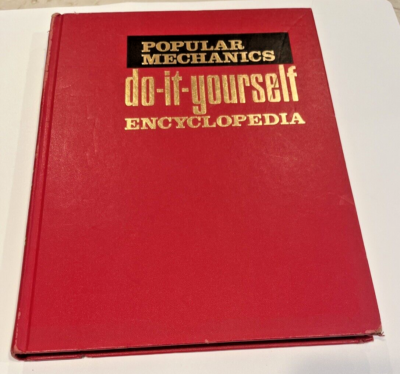 POPULAR
MECHANICS
do-it-yourself
ENCYCLOPEDIA